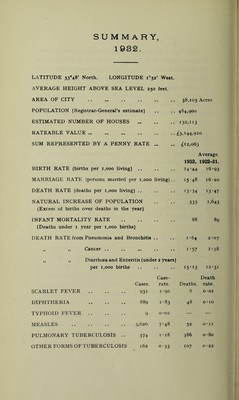 SUMMARY,
1932.
LATITUDE 53°48' North. LONGITUDE 1°32' West.
AVERAGE HEIGHT ABOVE SEA LEVEL 250 feet.
AREA OF CITY .. .. .. .. .. .. 38,105 Acres
POPULATION (Registrar-General's estimate) .. .. 484,900
ESTIMATED NUMBER OF HOUSES .. .. .. 132,113
RATEABLE VALUE .. .. .. .. .. .. £3,144,910
SUM REPRESENTED BY A PENNY RATE .. .. £12,063
Average
1932. 1922-31.
BIRTH RATE (births per 1,000 living) .. .. .. 14·44 16·93
MARRIAGE RATE (persons married per 1,000 living).. 15·48 16·20
DEATH RATE (deaths per 1,000 living) .. .. .. 13·34 13·47
NATURAL INCREASE OF POPULATION .. .. 535 1,643
(Excess of births over deaths in the year)
INFANT MORTALITY RATE .. .. .. .. 88 89
(Deaths under 1 year per 1,000 births)
DEATH RATE from Pneumonia and Bronchitis .. .. 1·64 2·07
,, ,, Cancer .. .. .. .. .. 1·57 1·38
,, ,, Diarrhœa and Enteritis (under 2 years)
per 1,000 births .. .. .. 15·13 12·31
Case- Death
Cases. rate. Deaths. rate.
SCARLET FEVER .. .. .. 931 1·92 8 0·02
DIPHTHERIA .. .. .. 889 1·83 48 0·10
TYPHOID FEVER .. .. .. 9 0·02 — —
MEASLES .. .. .. .. 3,626 7·48 52 0·11
PULMONARY TUBERCULOSIS .. 574 1·18 386 0·80
OTHER FORMS OF TUBERCULOSIS 162 0·33 107 0·22